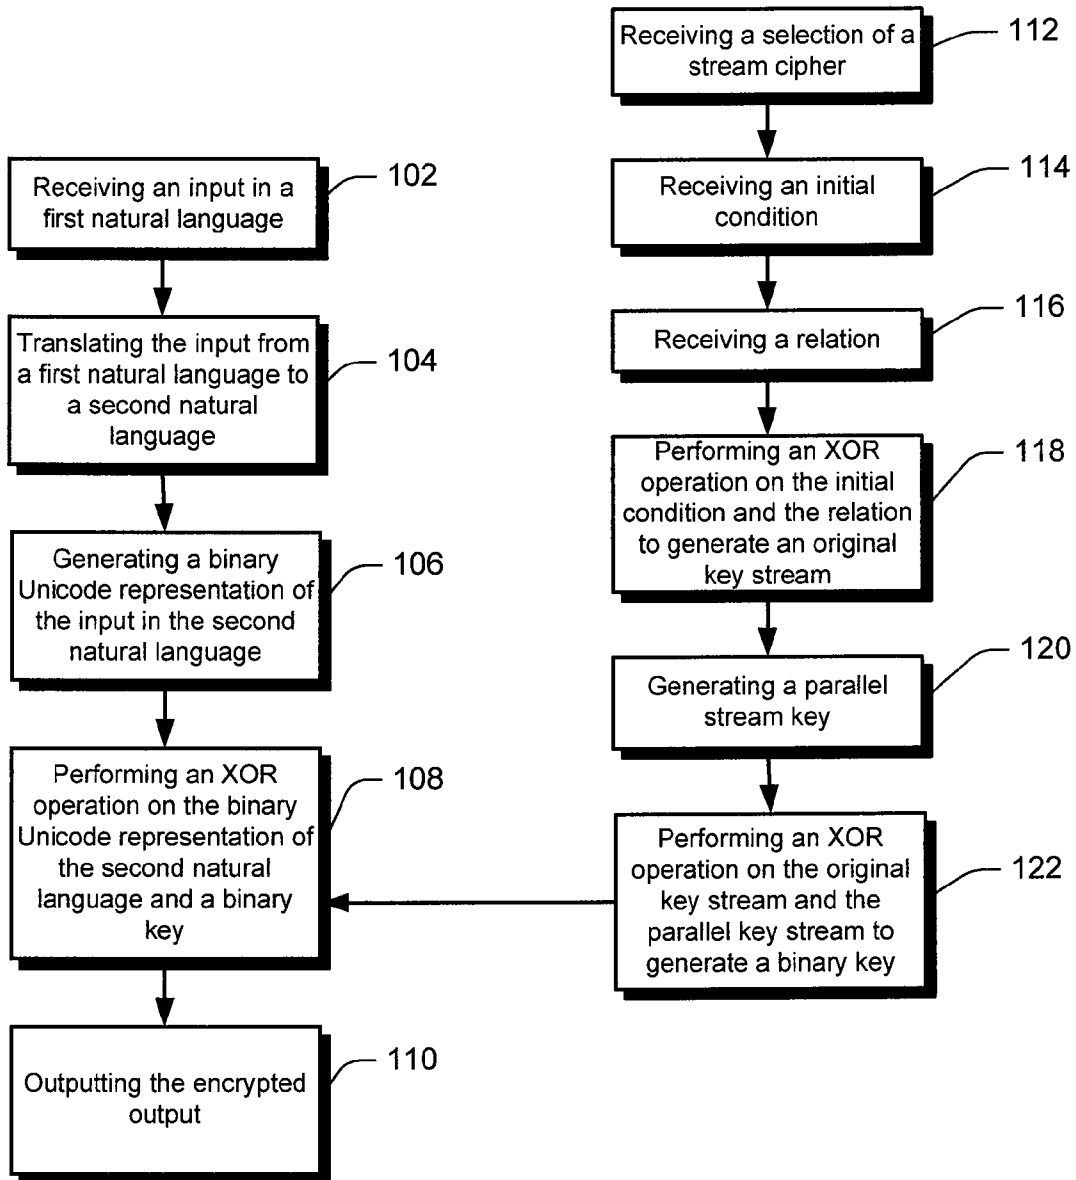 Receiving an input in a
first natural language
102
Translating the input from
a first natural language to
a second natural
language
104
Generating a binary
Unicode representation of
the input in the second
natural language
106
Performing an XOR
operation on the binary
Unicode representation of
the second natural
language and a binary
key
108
Outputting the encrypted
output
110
Receiving a selection of a
stream cipher
112
Receiving an initial
condition
114
Receiving a relation
116
Performing an XOR
operation on the initial
condition and the relation
to generate an original
key stream
118
Generating a parallel
stream key
120
Performing an XOR
operation on the original
key stream and the
parallel key stream to
generate a binary key
122